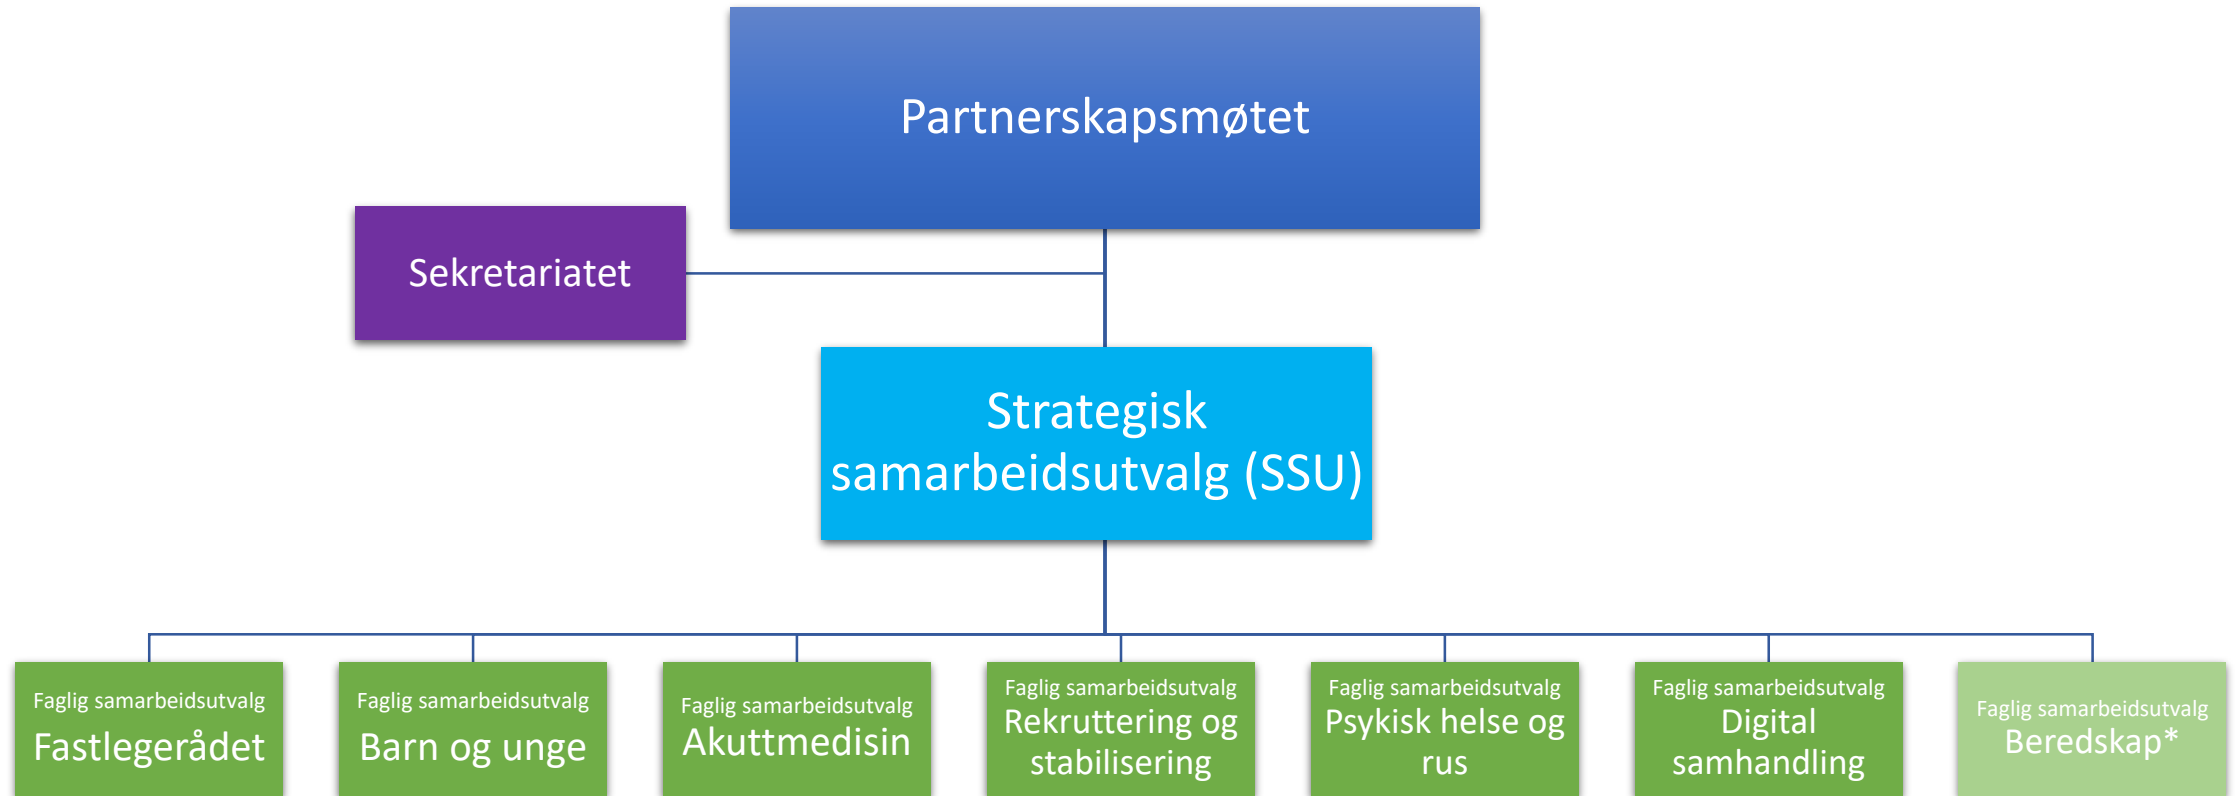 Partnerskapsmøtet
Sekretariatet
Strategisk
samarbeidsutvalg (SSU)
Faglig samarbeidsutvalg
Fastlegerådet
Faglig samarbeidsutvalg
Barn og unge
Faglig samarbeidsutvalg
Akuttmedisin
Faglig samarbeidsutvalg
Rekruttering og
stabilisering
Faglig samarbeidsutvalg
Psykisk helse og
rus
Faglig samarbeidsutvalg
Digital
samhandling
Faglig samarbeidsutvalg
Beredskap*